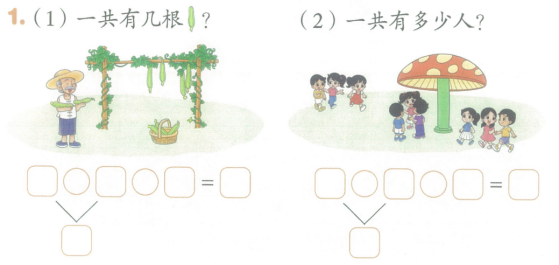 1. (1) 一共有几根？
(2) 一共有多少人？
=
=